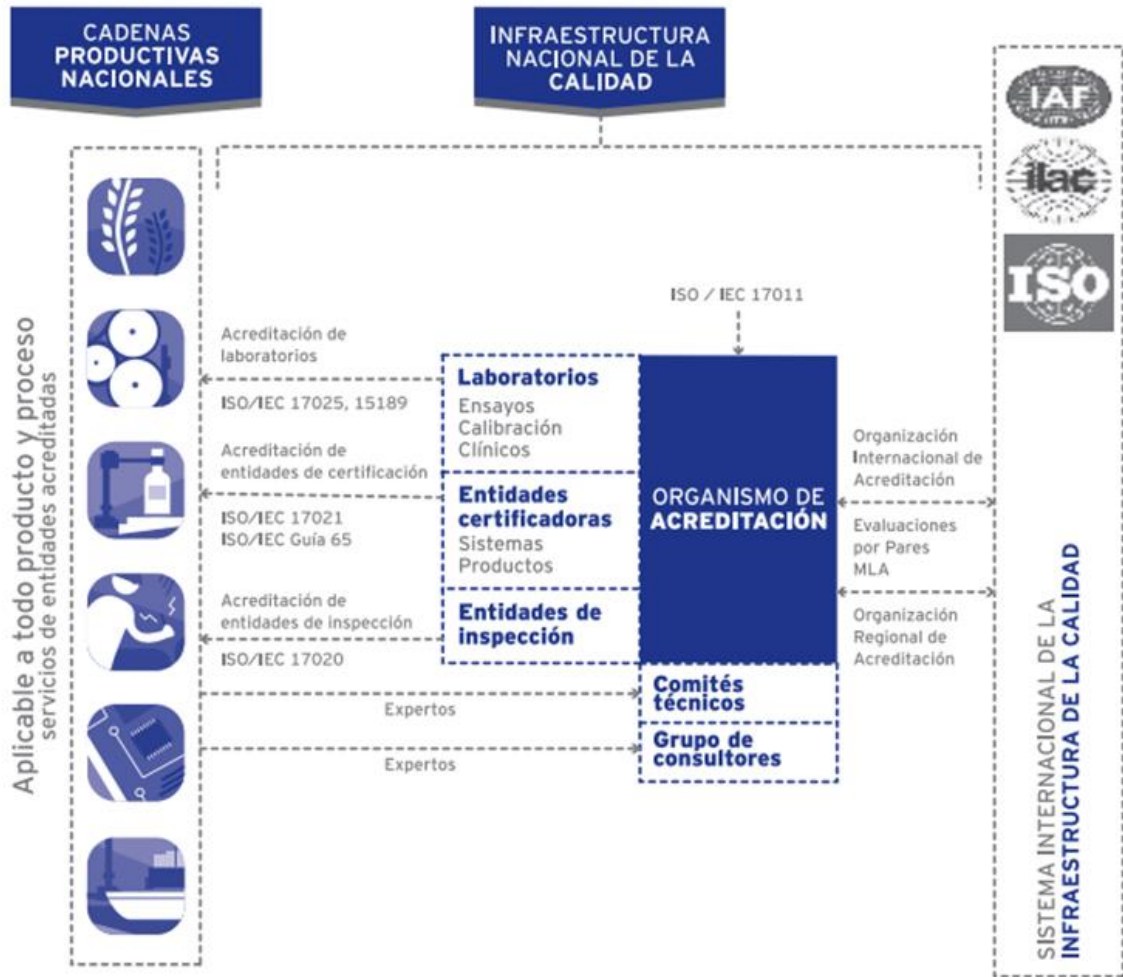 CADENAS
PRODUCTIVAS
NACIONALES
INFRAESTRUCTURA
NACIONAL DE LA
CALIDAD
IAF
ilac
ISO
Aplicable a todo producto y proceso
servicios de entidades acreditadas
ISO / IEC 17011
Acreditación de
laboratorios
ISO/IEC 17025, 15189
Acreditación de
entidades de certificación
ISO/IEC 17021
ISO/IEC Guía 65
Acreditación de
entidades de inspección
ISO/IEC 17020
Expertos
Expertos
Laboratorios
Ensayos
Calibración
Clínicos
Entidades
certificadoras
Sistemas
Productos
Entidades de
inspección
ORGANISMO DE
ACREDITACIÓN
Comités
técnicos
Grupo de
consultores
Organización
Internacional de
Acreditación
Evaluaciones
por Pares
MLA
Organización
Regional de
Acreditación
SISTEMA INTERNACIONAL DE LA
INFRAESTRUCTURA DE LA CALIDAD